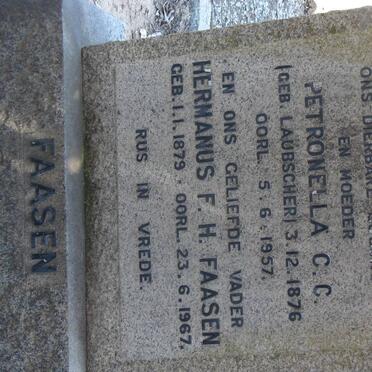 ONS DIERBARE
EN MOEDER
PETRONELLA C. C.
(GEB. LAUBSCHER) 3.12.1876
OORL. 5.6.1957.
EN ONS GELIEFDE VADER
HERMANUS F. H. FAASEN
GEB. 1.1.1879 - OORL. 23.6.1967.
RUS IN VREDE.
FAASEN